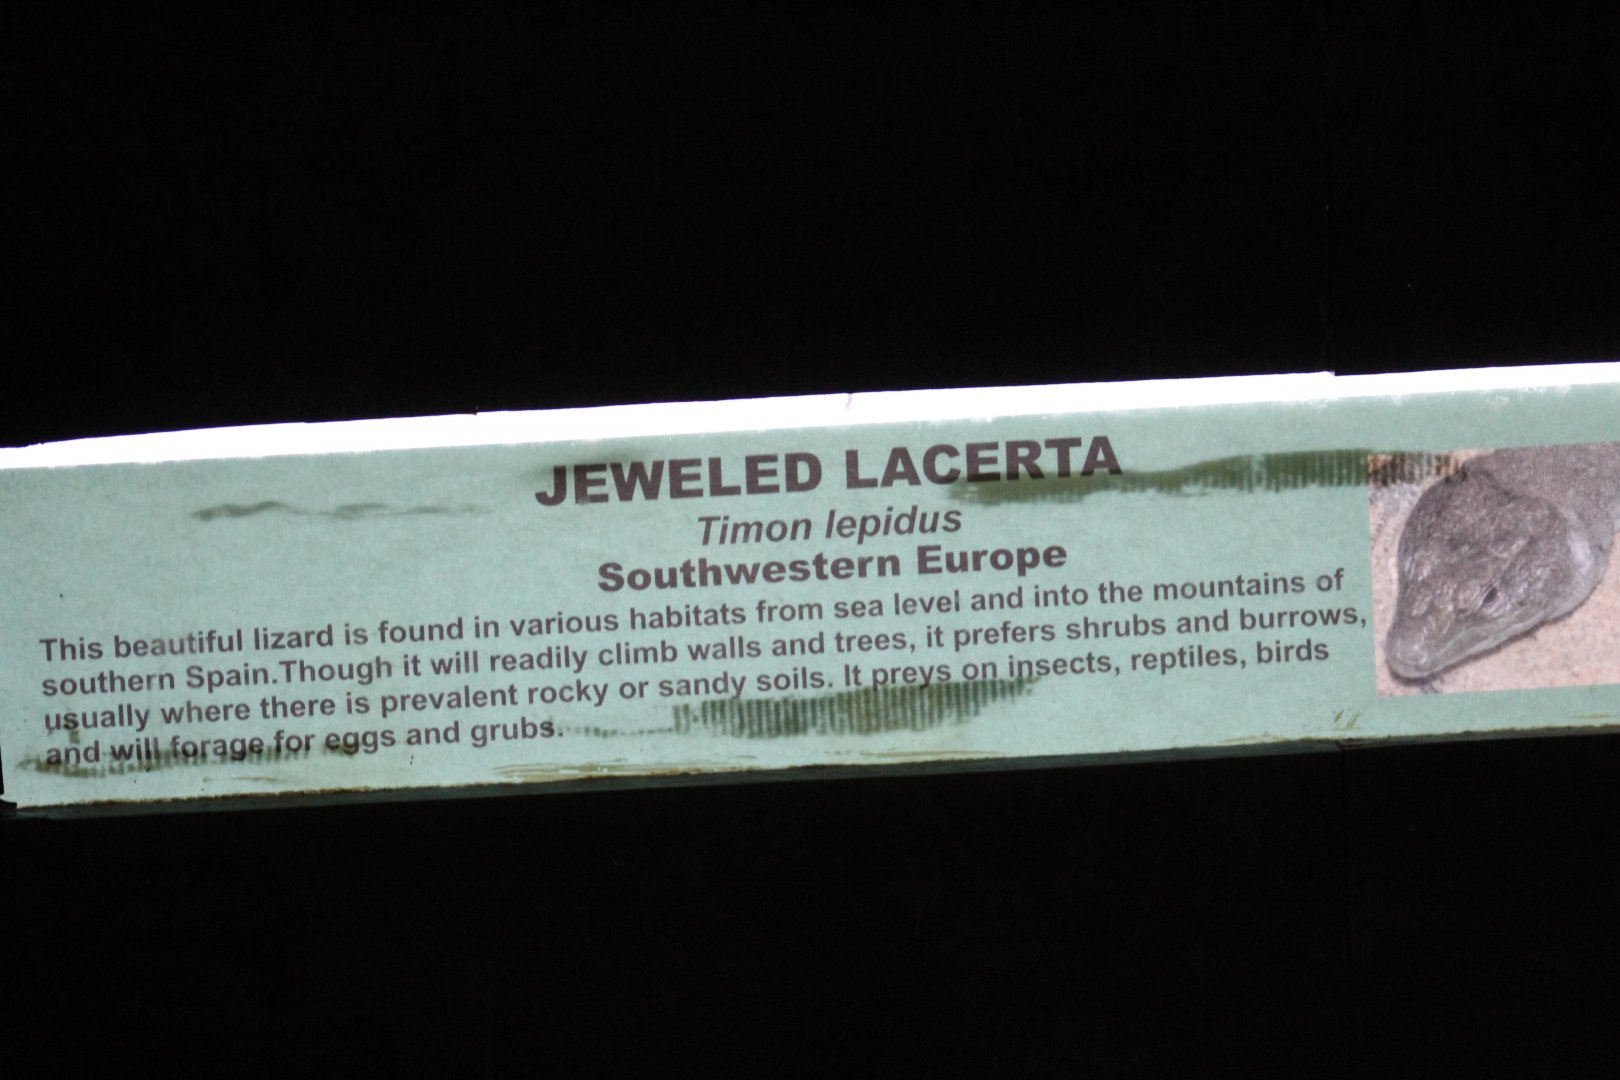 JEWELED LACERTA
Timon lepidus
Southwestern Europe
This beautiful lizard is found in various habitats from sea level and into the mountains of
southern Spain.Though it will readily climb walls and trees, it prefers shrubs and burrows,
usually where there is prevalent rocky or sandy soils. It preys on insects, reptiles, birds
and will forage for eggs and grubs.